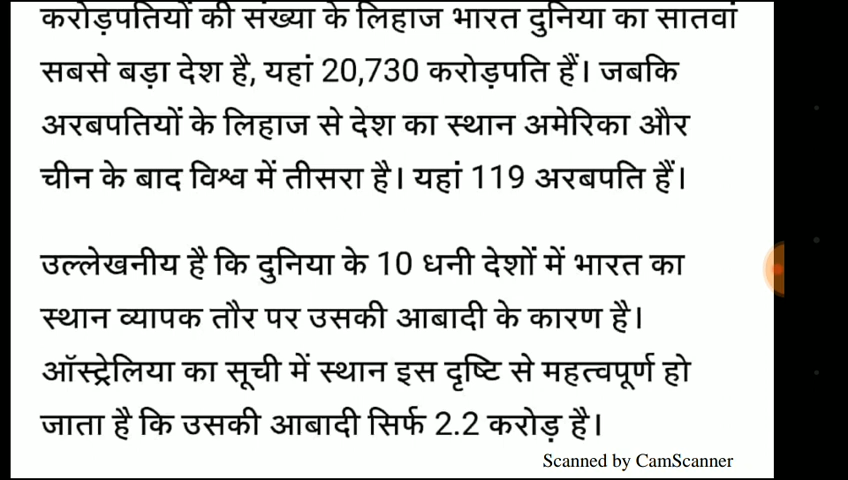 करोड़पतियों की संख्या के लिहाज भारत दुनिया का सातवां
सबसे बड़ा देश है, यहां 20,730 करोड़पति हैं। जबकि
अरबपतियों के लिहाज से देश का स्थान अमेरिका और
चीन के बाद विश्व में तीसरा है। यहां 119 अरबपति हैं।
उल्लेखनीय है कि दुनिया के 10 धनी देशों में भारत का
स्थान व्यापक तौर पर उसकी आबादी के कारण है।
ऑस्ट्रेलिया का सूची में स्थान इस दृष्टि से महत्वपूर्ण हो
जाता है कि उसकी आबादी सिर्फ 2.2 करोड़ है।
Scanned by CamScanner